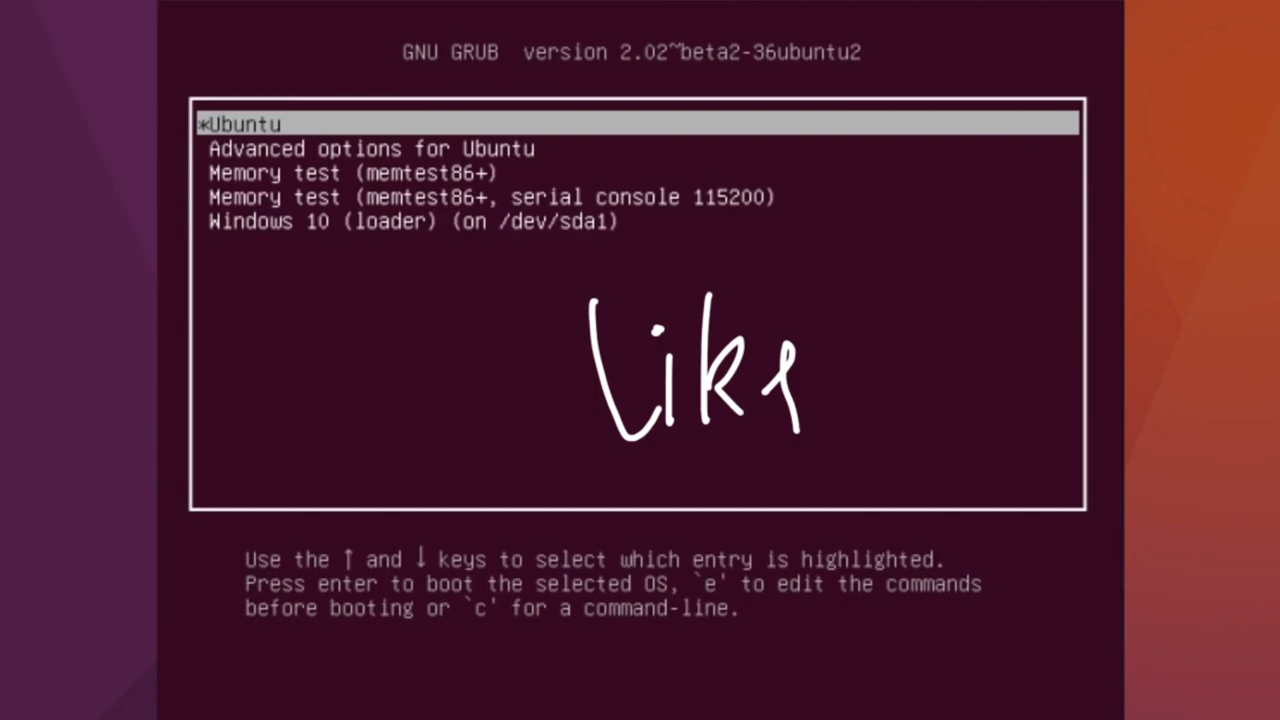 GNU GRUB version 2.02~beta2-36ubuntu2
*Ubuntu
Advanced options for Ubuntu
Memory test (memtest86+)
Memory test (memtest86+, serial console 115200)
Windows 10 (loader) (on /dev/sda1)
Like
Use the ↑ and ↓ keys to select which entry is highlighted.
Press enter to boot the selected OS, `e' to edit the commands
before booting or `c' for a command-line.